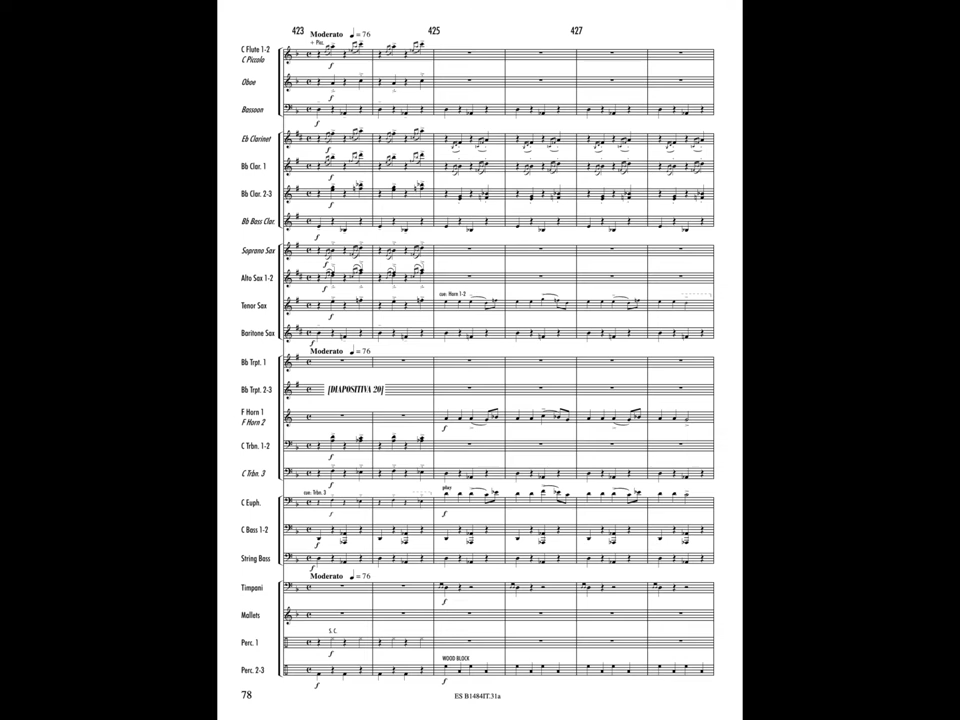 423 425 427
Moderato ♩ = 76
+ Picc.
C Flute 1-2
C Piccolo
f
Oboe
f
Bassoon
f
Eb Clarinet
f
Bb Clar. 1
f
Bb Clar. 2-3
f
Bb Bass Clar.
f
Soprano Sax
f
Alto Sax 1-2
f
cue: Horn 1-2
Tenor Sax
f
Baritone Sax
f
Moderato ♩ = 76
Bb Trpt. 1
Bb Trpt. 2-3 [DIAPOSITIVA 20]
F Horn 1
F Horn 2
f
C Trbn. 1-2
f
C Trbn. 3
f
cue: Trbn. 3 play
C Euph.
f f
C Bass 1-2
f
String Bass
f
Moderato ♩ = 76
Timpani
f
Mallets
S. C.
Perc. 1
f
WOOD BLOCK
Perc. 2-3
f f
78 ES B1484IT.31a